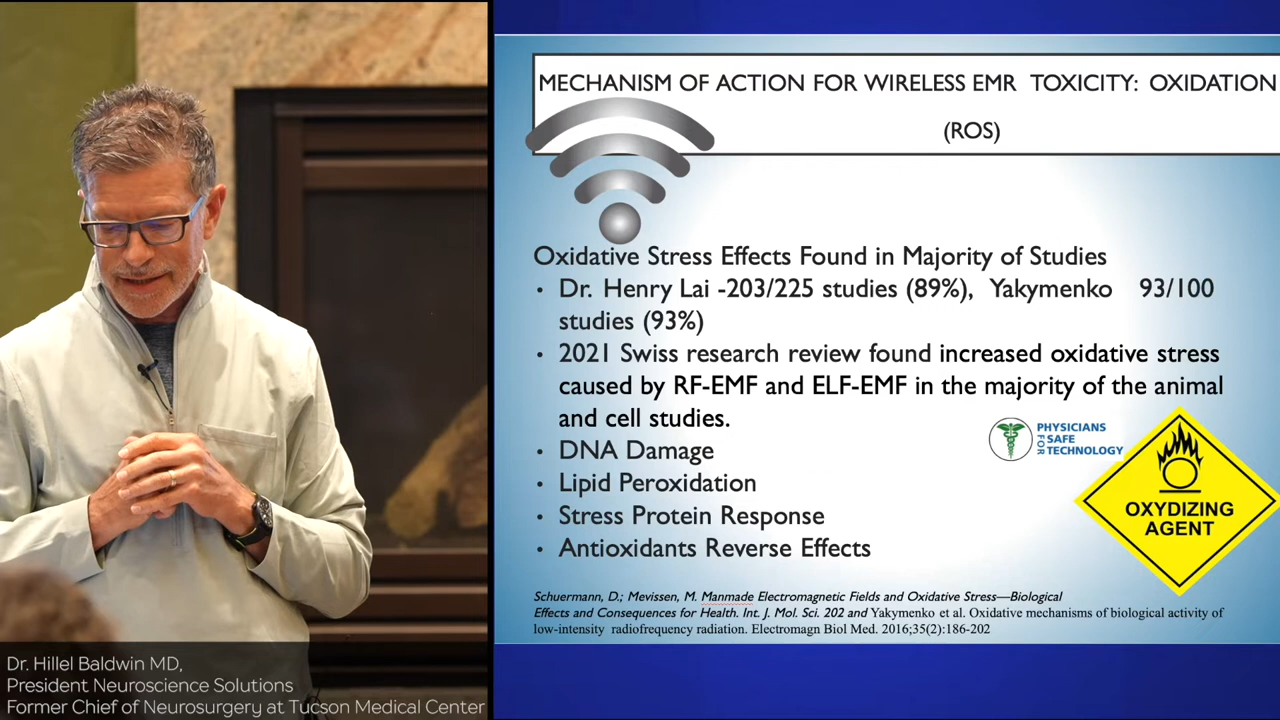 MECHANISM OF ACTION FOR WIRELESS EMR TOXICITY: OXIDATION
(ROS)
Oxidative Stress Effects Found in Majority of Studies
• Dr. Henry Lai -203/225 studies (89%), Yakymenko 93/100
studies (93%)
• 2021 Swiss research review found increased oxidative stress
caused by RF-EMF and ELF-EMF in the majority of the animal
and cell studies.
• DNA Damage
• Lipid Peroxidation
• Stress Protein Response
• Antioxidants Reverse Effects
PHYSICIANS
FOR SAFE
TECHNOLOGY
OXYDIZING
AGENT
Schuermann, D.; Mevissen, M. Manmade Electromagnetic Fields and Oxidative Stress—Biological
Effects and Consequences for Health. Int. J. Mol. Sci. 202 and Yakymenko et al. Oxidative mechanisms of biological activity of
low-intensity radiofrequency radiation. Electromagn Biol Med. 2016;35(2):186-202
Dr. Hillel Baldwin MD,
President Neuroscience Solutions
Former Chief of Neurosurgery at Tucson Medical Center